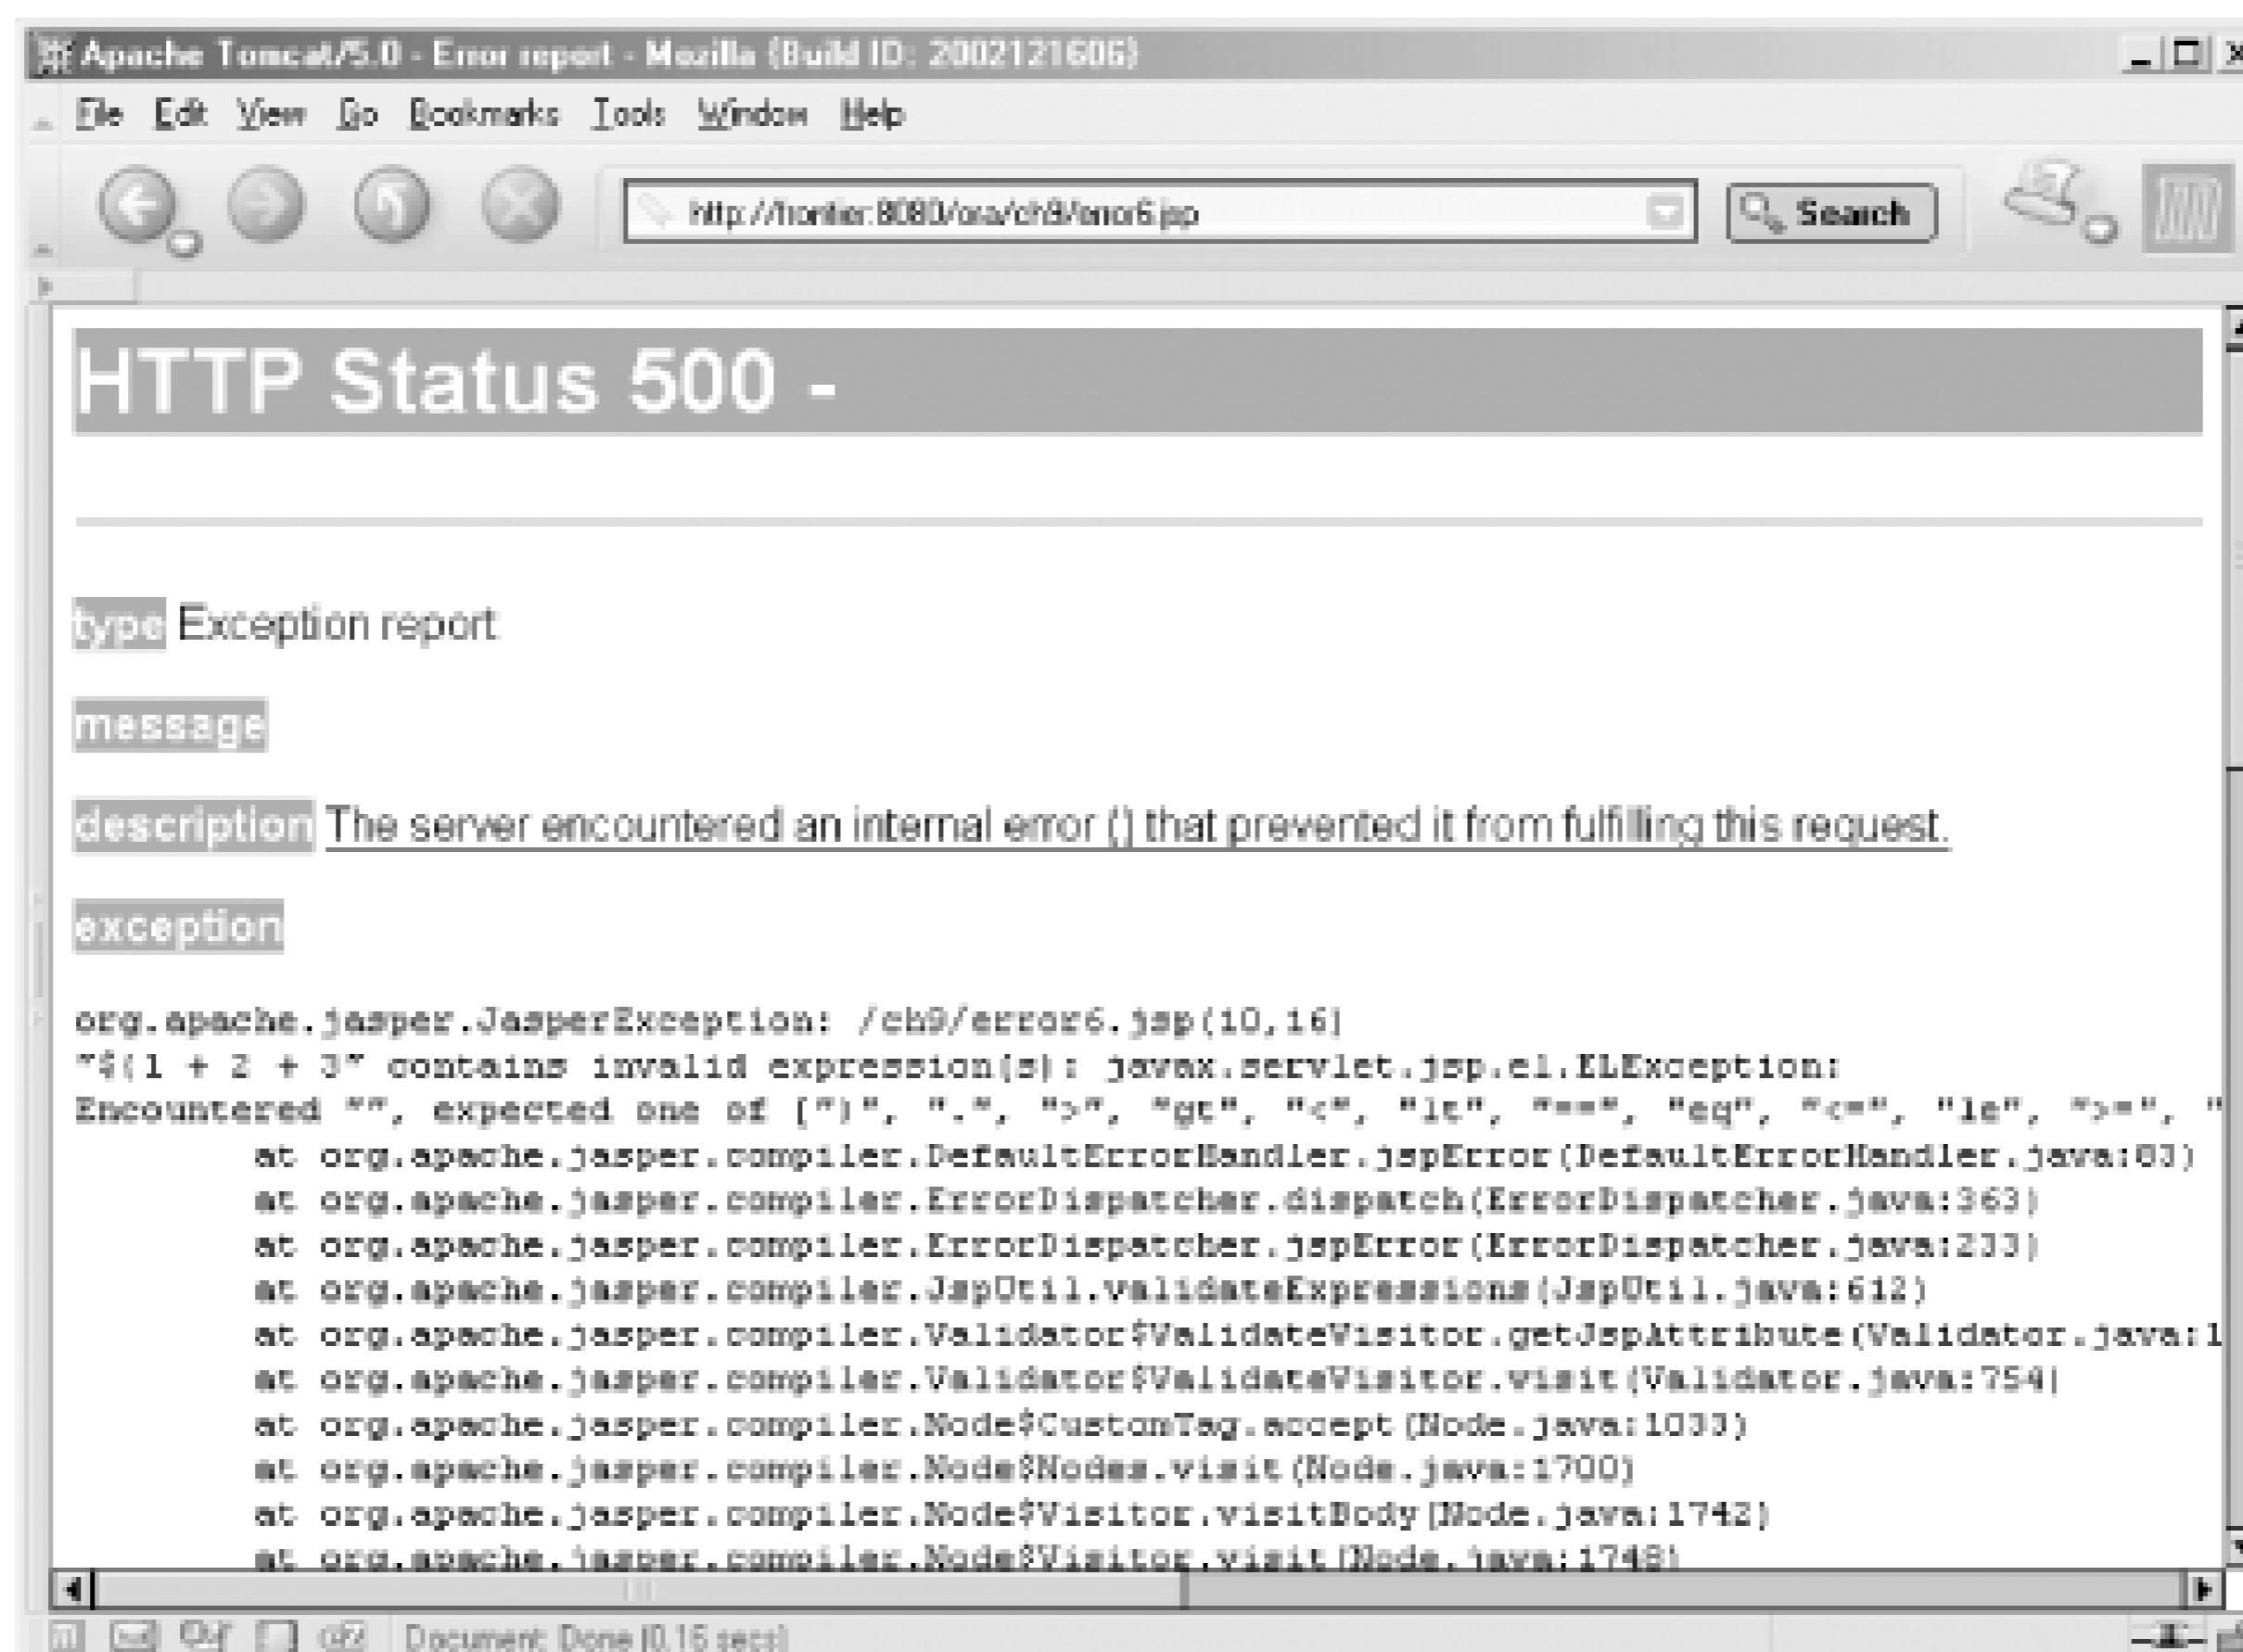 Apache Tomcat/5.0 - Error report - Mozilla {Build ID: 2002121606}
File Edit View Go Bookmarks Tools Window Help
http://frontier:8080/ora/ch9/error6.jsp Search
HTTP Status 500 -
type Exception report
message
description The server encountered an internal error () that prevented it from fulfilling this request.
exception
org.apache.jasper.JasperException: /ch9/error6.jsp(10,16)
"${1 + 2 + 3" contains invalid expression(s): javax.servlet.jsp.el.ELException:
Encountered "", expected one of ["}", ".", ">", "gt", "<", "lt", "==", "eq", "<=", "le", ">=", "
at org.apache.jasper.compiler.DefaultErrorHandler.jspError(DefaultErrorHandler.java:83)
at org.apache.jasper.compiler.ErrorDispatcher.dispatch(ErrorDispatcher.java:363)
at org.apache.jasper.compiler.ErrorDispatcher.jspError(ErrorDispatcher.java:233)
at org.apache.jasper.compiler.JspUtil.validateExpressions(JspUtil.java:612)
at org.apache.jasper.compiler.Validator$ValidateVisitor.getJspAttribute(Validator.java:1
at org.apache.jasper.compiler.Validator$ValidateVisitor.visit(Validator.java:754)
at org.apache.jasper.compiler.Node$CustomTag.accept(Node.java:1033)
at org.apache.jasper.compiler.Node$Nodes.visit(Node.java:1700)
at org.apache.jasper.compiler.Node$Visitor.visitBody(Node.java:1742)
at org.apache.jasper.compiler.Node$Visitor.visit(Node.java:1748)
Document: Done (0.16 secs)